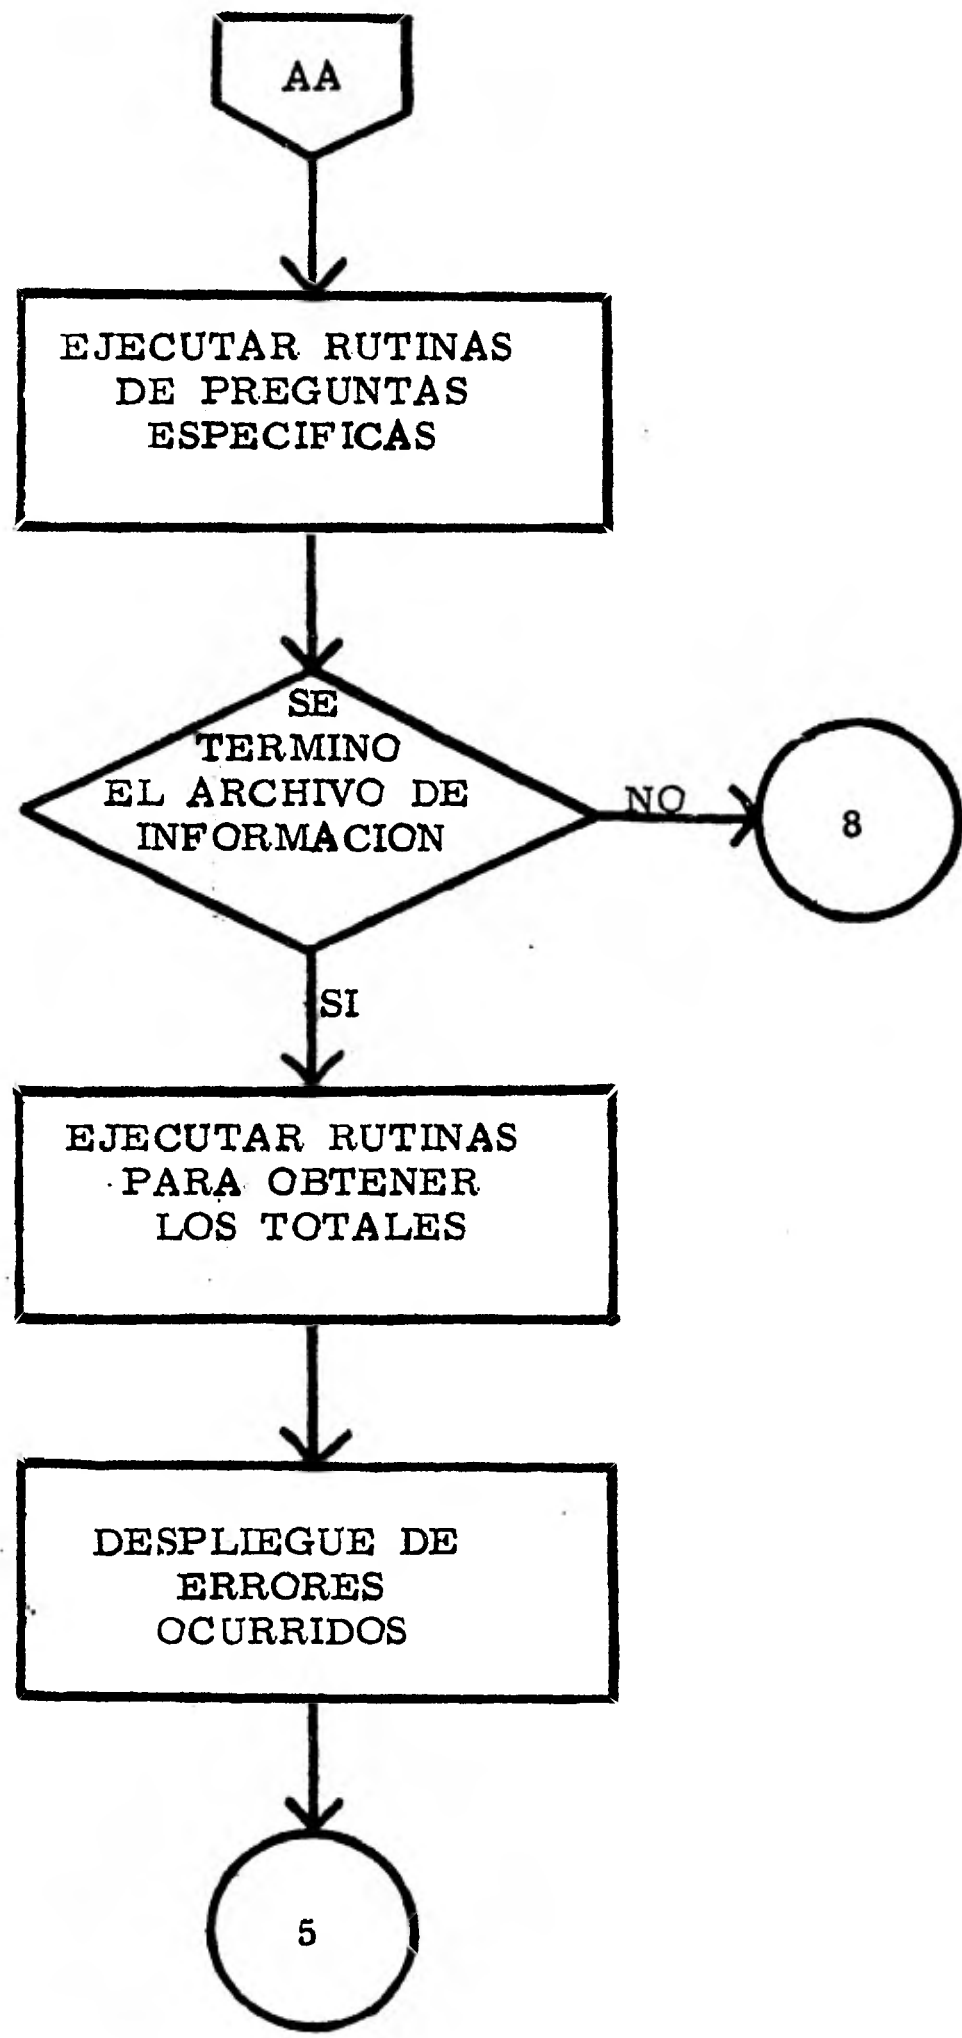 AA
EJECUTAR RUTINAS
DE PREGUNTAS
ESPECIFICAS
SE
TERMINO
EL ARCHIVO DE
INFORMACION
NO
8
SI
EJECUTAR RUTINAS
PARA OBTENER
LOS TOTALES
DESPLIEGUE DE
ERRORES
OCURRIDOS
5